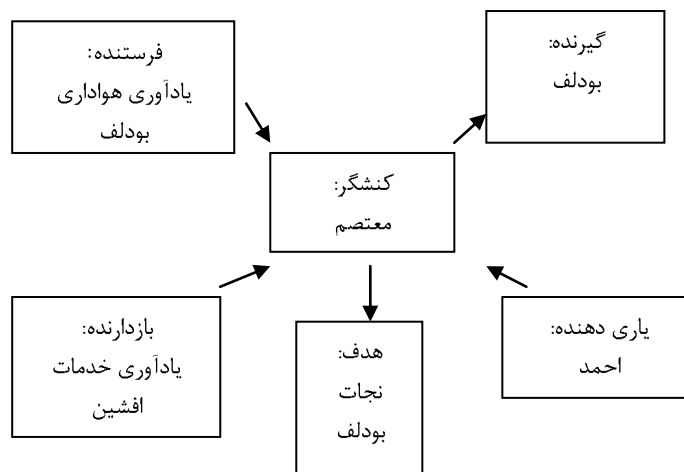 گیرنده:
بودلف
فرستنده:
یادآوری هواداری
بودلف
کنشگر:
معتصم
یاری دهنده:
احمد
هدف:
نجات
بودلف
بازدارنده:
یادآوری خدمات
افشین